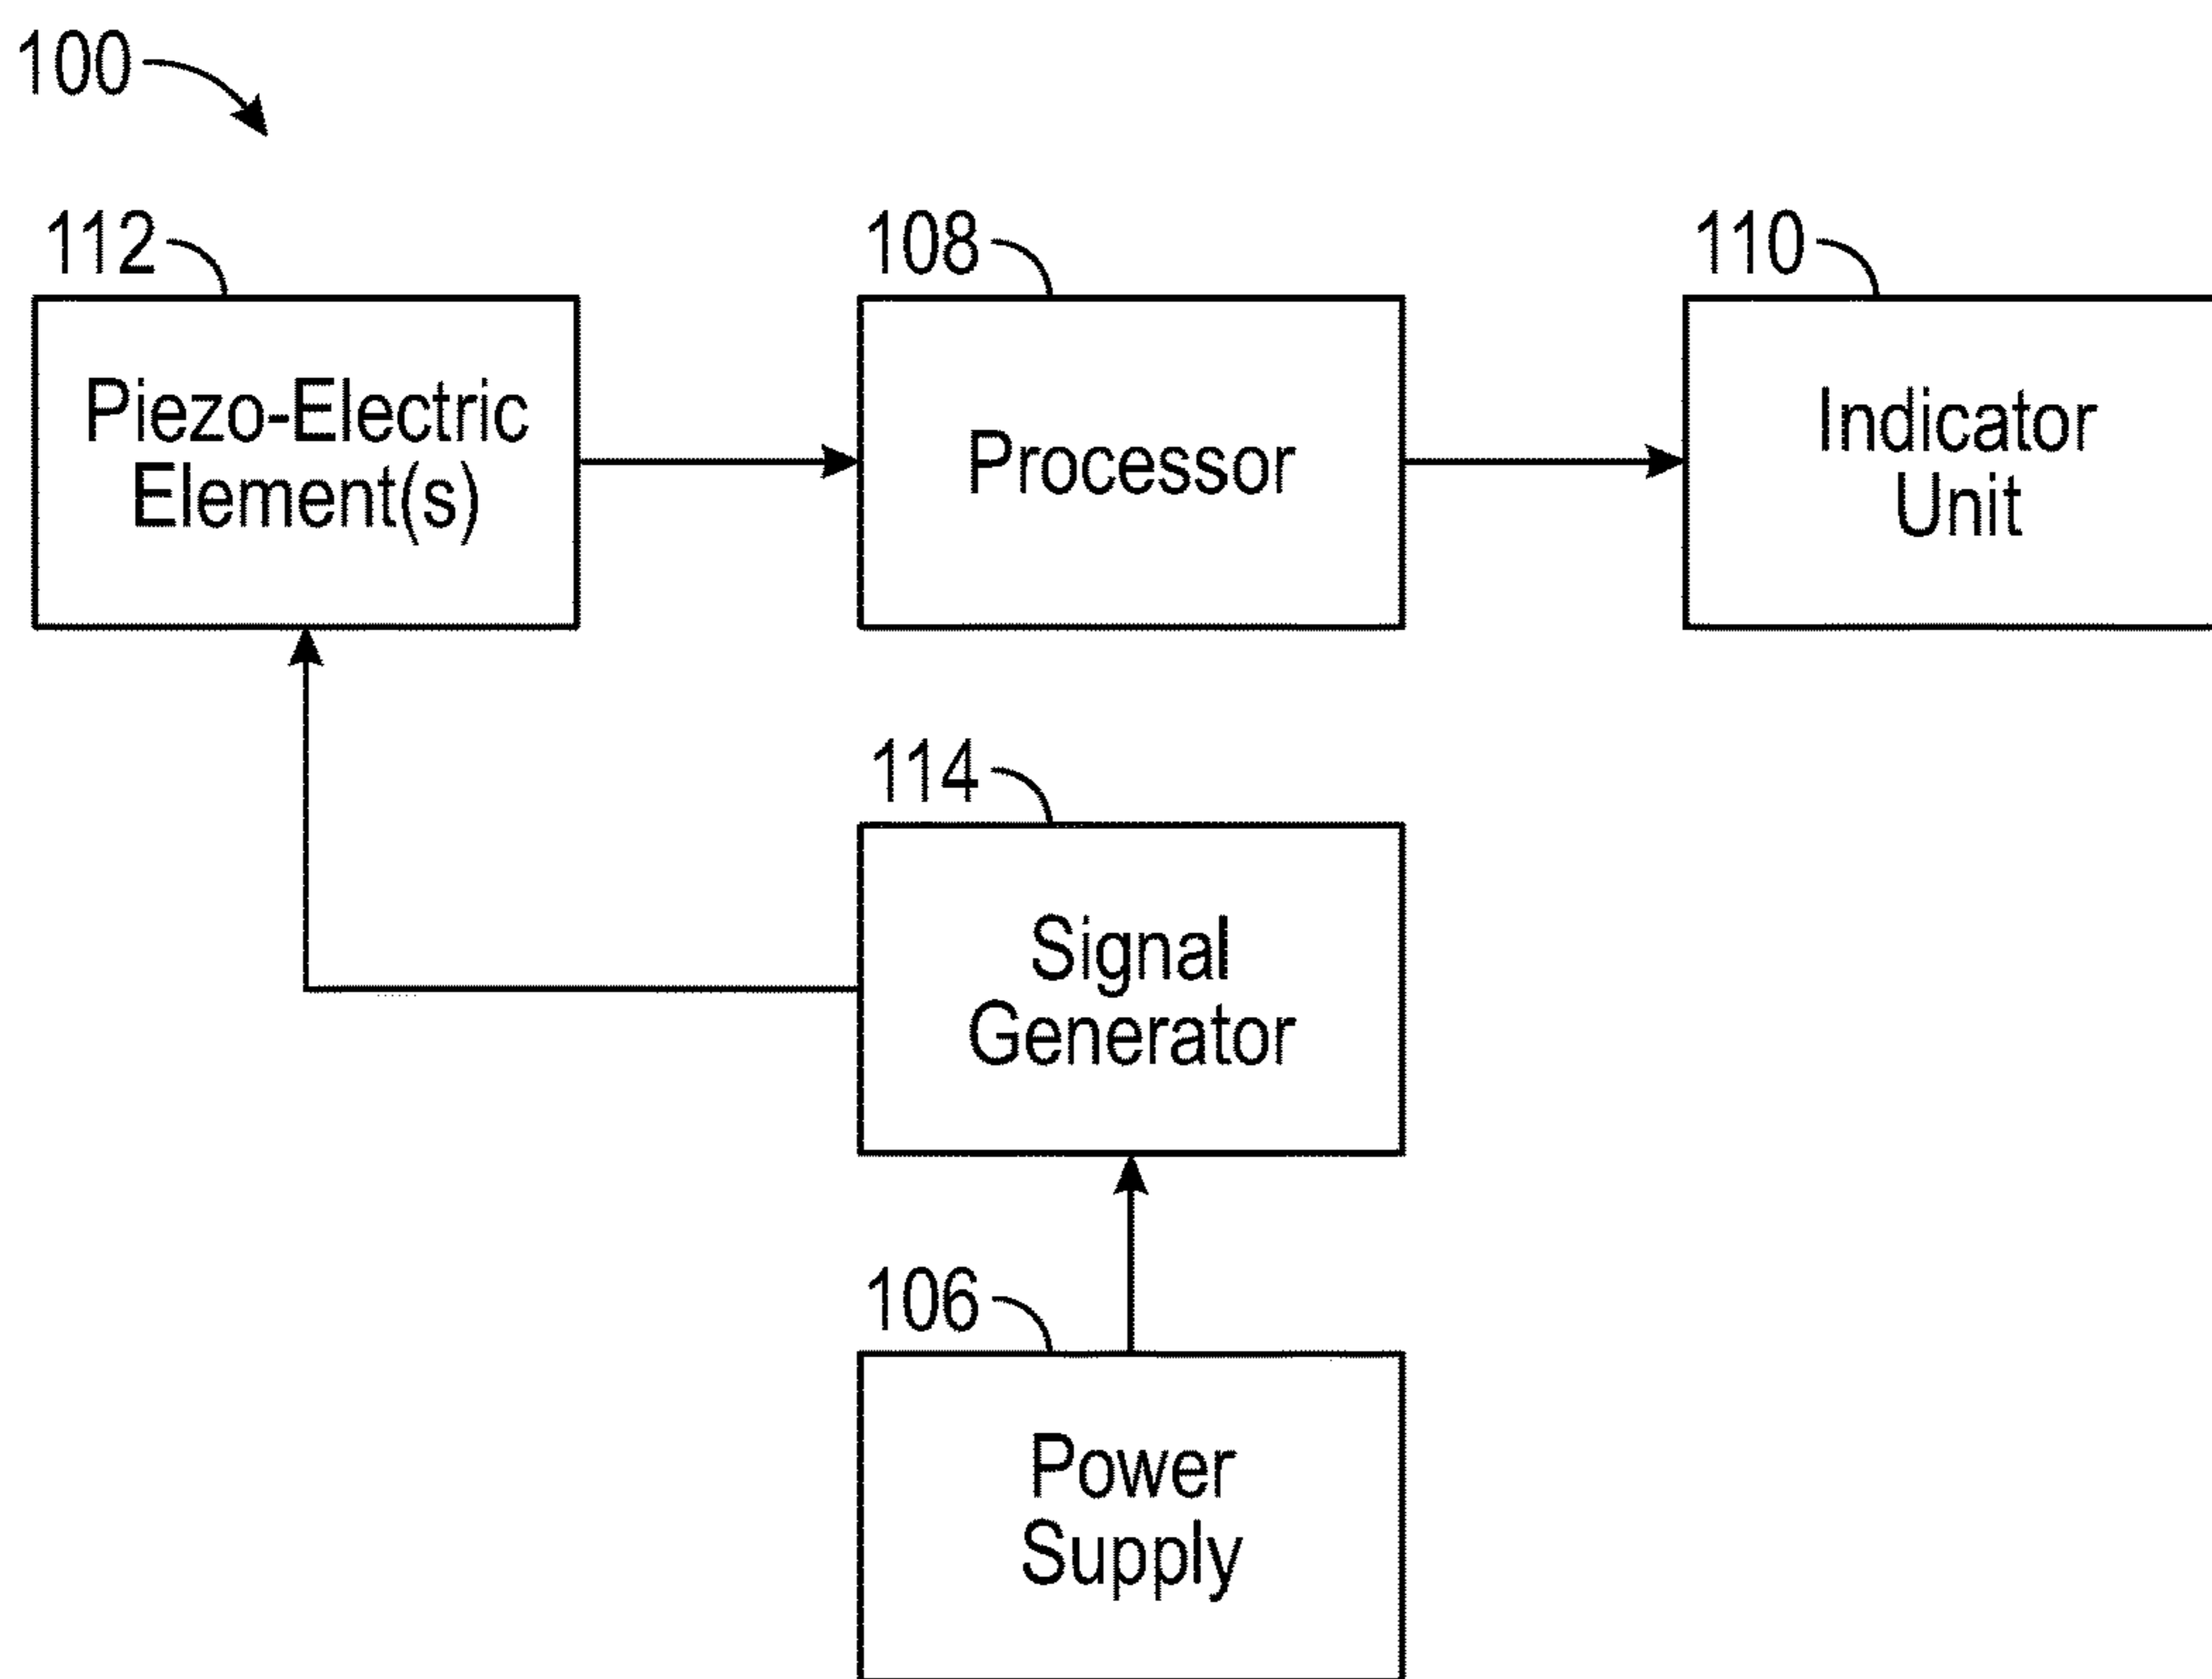 100
112
108
110
Piezo-Electric
Element(s)
Processor
Indicator
Unit
114
Signal
Generator
106
Power
Supply